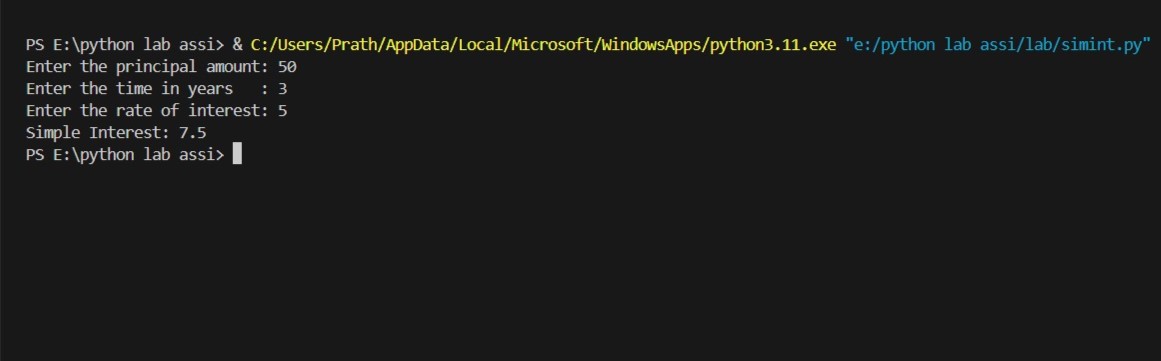 PS E:\python lab assi> & C:/Users/Prath/AppData/Local/Microsoft/WindowsApps/python3.11.exe "e:/python lab assi/lab/simint.py"
Enter the principal amount: 50
Enter the time in years   : 3
Enter the rate of interest: 5
Simple Interest: 7.5
PS E:\python lab assi>